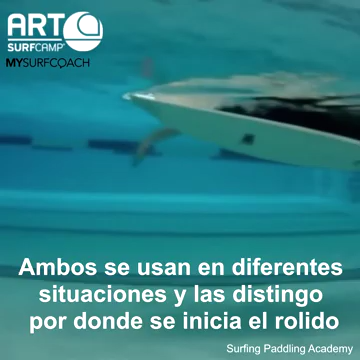 ART
SURFCAMP
MYSURFCOACH
Ambos se usan en diferentes
situaciones y las distingo
por donde se inicia el rolido
Surfing Paddling Academy